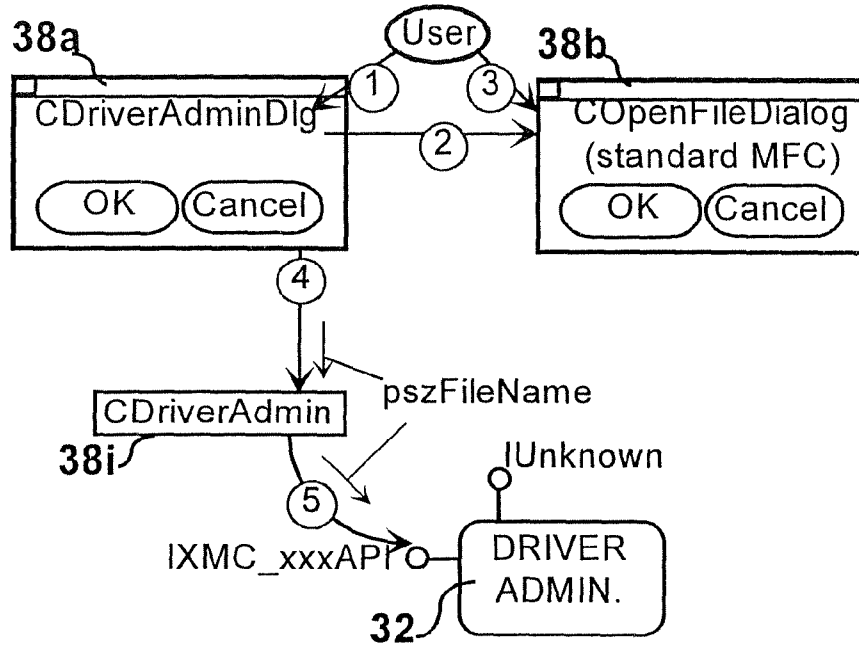 38a
User
38b
1
3
CDriverAdminDlg
2
COpenFileDialog
(standard MFC)
OK
Cancel
OK
Cancel
4
pszFileName
CDriverAdmin
38i
IUnknown
5
IXMC_xxxAPI
DRIVER
ADMIN.
32